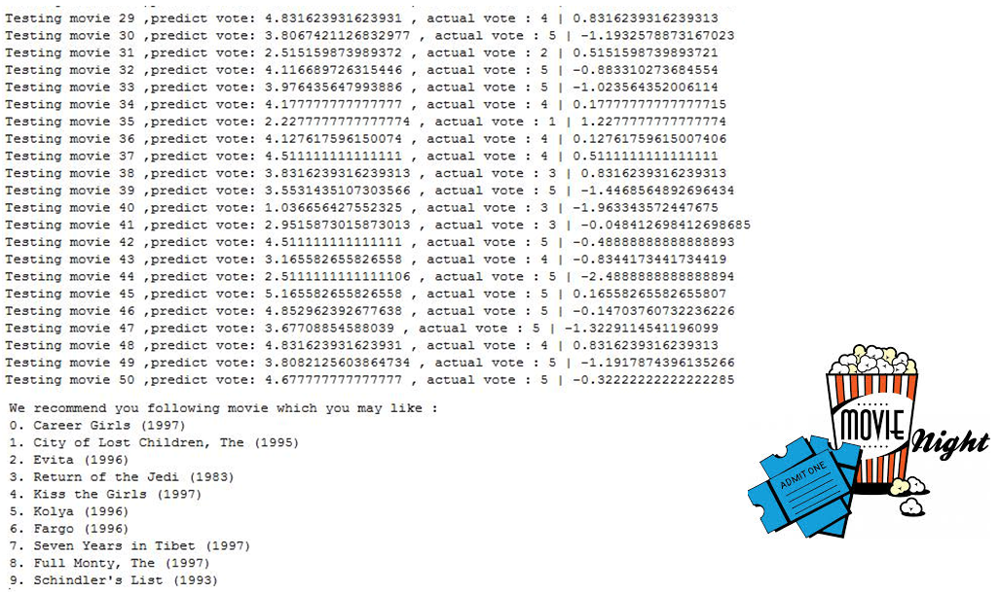 Testing movie 29 ,predict vote: 4.831623931623931 , actual vote : 4 | 0.8316239316239313
Testing movie 30 ,predict vote: 3.8067421126832977 , actual vote : 5 | -1.1932578873167023
Testing movie 31 ,predict vote: 2.515159873989372 , actual vote : 2 | 0.5151598739893721
Testing movie 32 ,predict vote: 4.116689726315446 , actual vote : 5 | -0.883310273684554
Testing movie 33 ,predict vote: 3.976435647993886 , actual vote : 5 | -1.023564352006114
Testing movie 34 ,predict vote: 4.177777777777777 , actual vote : 4 | 0.17777777777777715
Testing movie 35 ,predict vote: 2.2277777777777774 , actual vote : 1 | 1.2277777777777774
Testing movie 36 ,predict vote: 4.127617596150074 , actual vote : 4 | 0.12761759615007406
Testing movie 37 ,predict vote: 4.511111111111111 , actual vote : 4 | 0.5111111111111111
Testing movie 38 ,predict vote: 3.8316239316239313 , actual vote : 3 | 0.8316239316239313
Testing movie 39 ,predict vote: 3.5531435107303566 , actual vote : 5 | -1.4468564892696434
Testing movie 40 ,predict vote: 1.036656427552325 , actual vote : 3 | -1.963343572447675
Testing movie 41 ,predict vote: 2.9515873015873013 , actual vote : 3 | -0.048412698412698685
Testing movie 42 ,predict vote: 4.511111111111111 , actual vote : 5 | -0.48888888888888893
Testing movie 43 ,predict vote: 3.165582655826558 , actual vote : 4 | -0.8344173441734419
Testing movie 44 ,predict vote: 2.5111111111111106 , actual vote : 5 | -2.4888888888888894
Testing movie 45 ,predict vote: 5.165582655826558 , actual vote : 5 | 0.16558265582655807
Testing movie 46 ,predict vote: 4.852962392677638 , actual vote : 5 | -0.14703760732236226
Testing movie 47 ,predict vote: 3.67708854588039 , actual vote : 5 | -1.3229114541196099
Testing movie 48 ,predict vote: 4.831623931623931 , actual vote : 4 | 0.8316239316239313
Testing movie 49 ,predict vote: 3.8082125603864734 , actual vote : 5 | -1.1917874396135266
Testing movie 50 ,predict vote: 4.677777777777777 , actual vote : 5 | -0.32222222222222285
We recommend you following movie which you may like :
0. Career Girls (1997)
1. City of Lost Children, The (1995)
2. Evita (1996)
3. Return of the Jedi (1983)
4. Kiss the Girls (1997)
5. Kolya (1996)
6. Fargo (1996)
7. Seven Years in Tibet (1997)
8. Full Monty, The (1997)
9. Schindler's List (1993)
MOVIE Night
ADMIT ONE